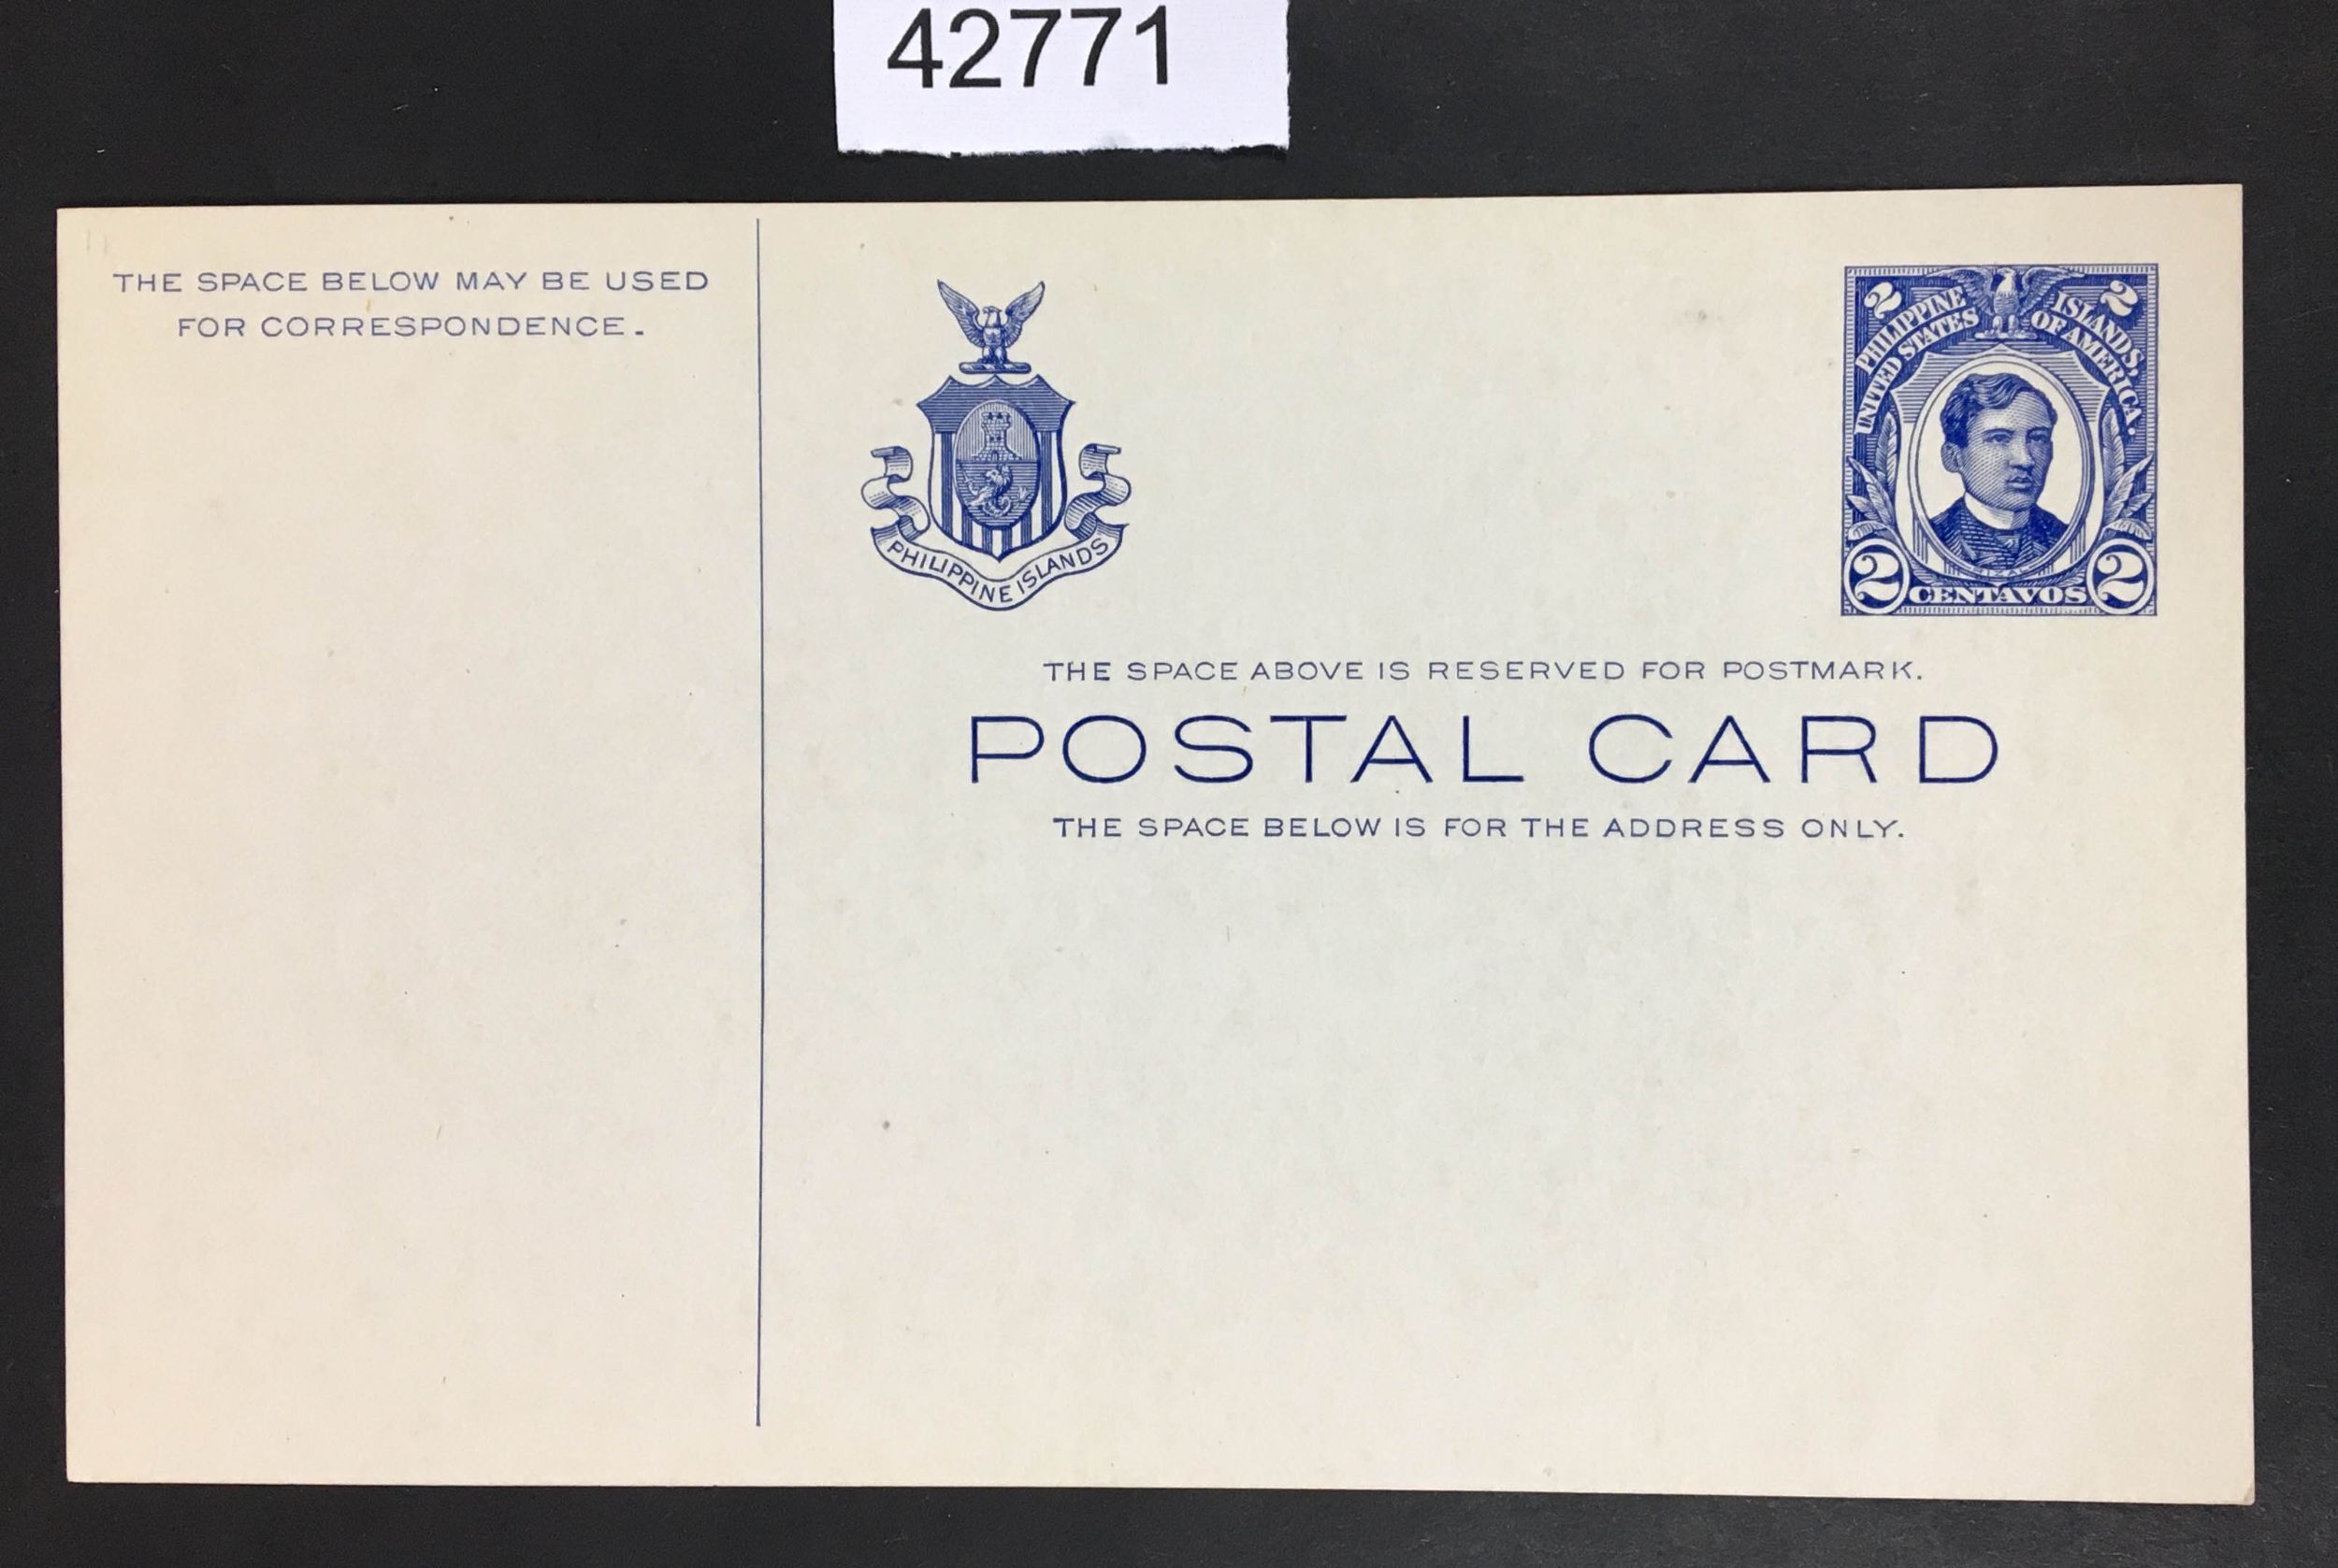 42771
THE SPACE BELOW MAY BE USED
FOR CORRESPONDENCE.
PHILIPPINE ISLANDS
2 PHILIPPINE ISLANDS, 2
UNITED STATES OF AMERICA.
RIZAL
2 CENTAVOS 2
THE SPACE ABOVE IS RESERVED FOR POSTMARK.
POSTAL CARD
THE SPACE BELOW IS FOR THE ADDRESS ONLY.